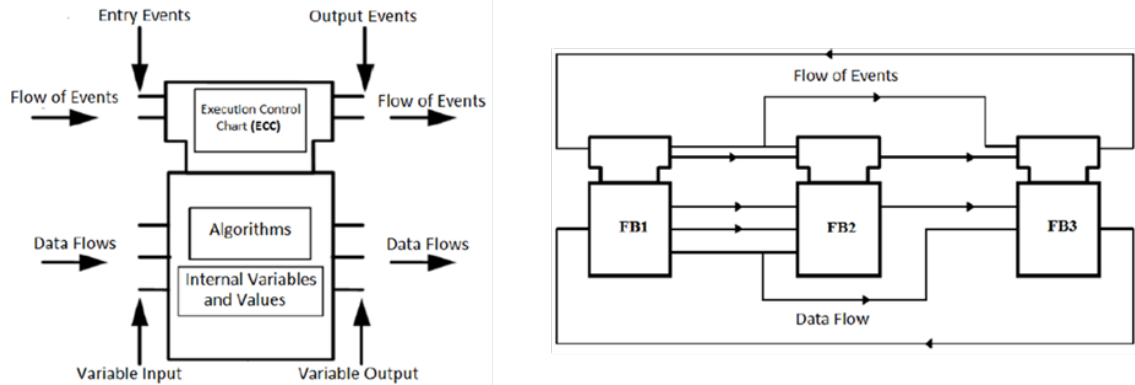 Entry Events
Output Events
Flow of Events
Execution Control
Chart (ECC)
Flow of Events
Algorithms
Data Flows
Data Flows
Internal Variables
and Values
Variable Input
Variable Output
Flow of Events
FB1
FB2
FB3
Data Flow